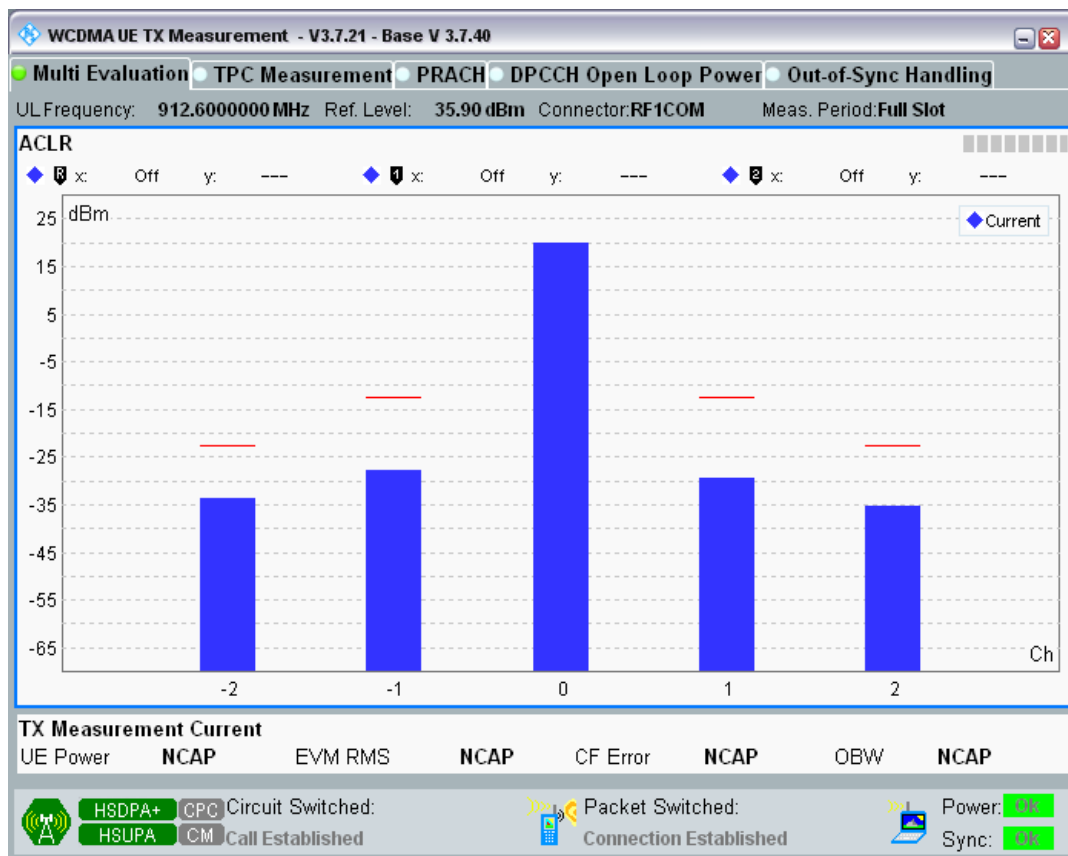 WCDMA UE TX Measurement - V3.7.21 - Base V 3.7.40
Multi Evaluation TPC Measurement PRACH DPCCH Open Loop Power Out-of-Sync Handling
UL Frequency: 912.6000000 MHz Ref. Level: 35.90 dBm Connector:RF1COM Meas. Period:Full Slot
ACLR
R x: Off y: --- 1 x: Off y: --- 2 x: Off y: ---
dBm
Current
25
15
5
-5
-15
-25
-35
-45
-55
-65
Ch
-2 -1 0 1 2
TX Measurement Current
UE Power NCAP EVM RMS NCAP CF Error NCAP OBW NCAP
HSDPA+ CPC Circuit Switched: Packet Switched: Power: OK
HSUPA CM Call Established Connection Established Sync: OK